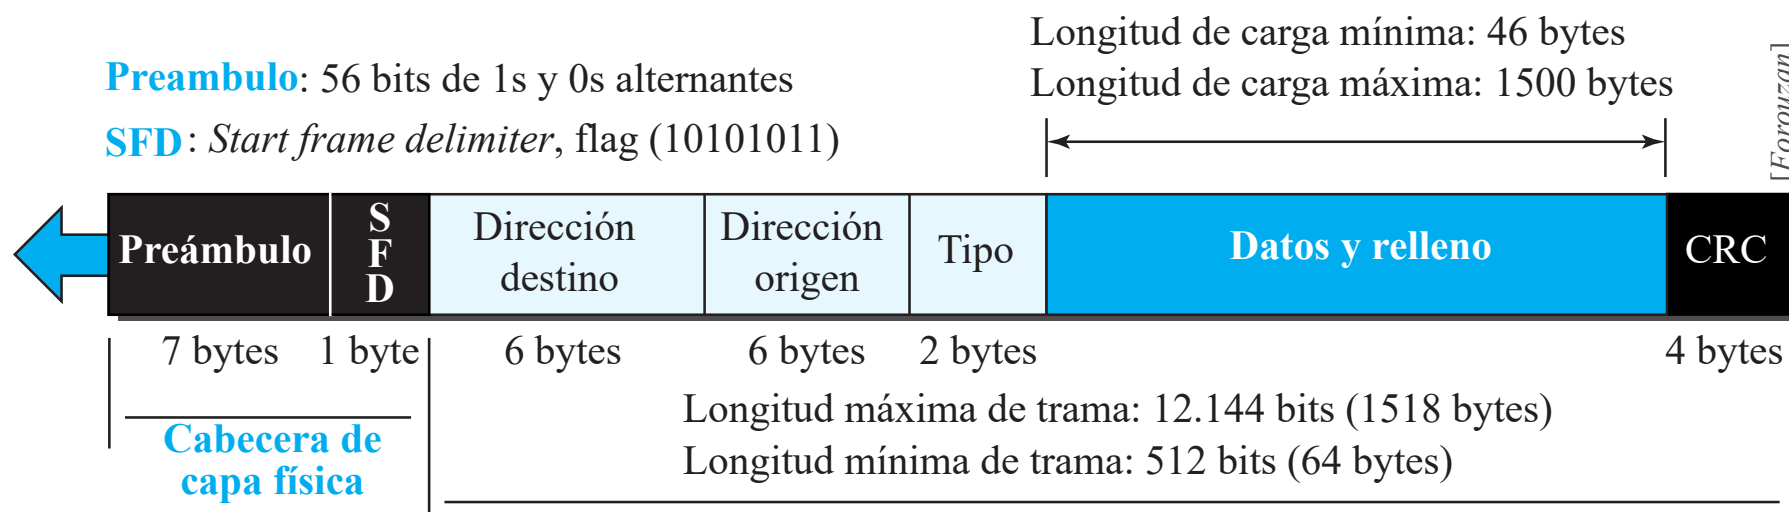 Longitud de carga mínima: 46 bytes
Preambulo: 56 bits de 1s y 0s alternantes
Longitud de carga máxima: 1500 bytes
SFD: Start frame delimiter, flag (10101011)
[Forouzan]
Preámbulo
SFD
Dirección
destino
Dirección
origen
Tipo
Datos y relleno
CRC
7 bytes
1 byte
6 bytes
6 bytes
2 bytes
4 bytes
Longitud máxima de trama: 12.144 bits (1518 bytes)
Cabecera de
capa física
Longitud mínima de trama: 512 bits (64 bytes)